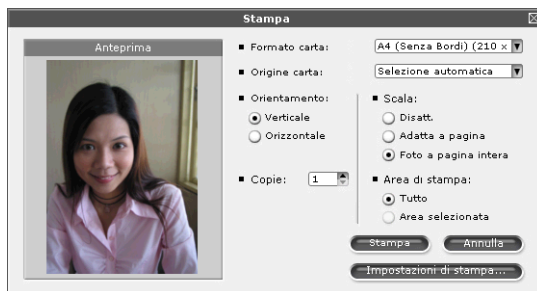 Stampa
Anteprima
Formato carta: A4 (Senza Bordi) (210 x
Origine carta: Selezione automatica
Orientamento:
Verticale
Orizzontale
Scala:
Disatt.
Adatta a pagina
Foto a pagina intera
Copie: 1
Area di stampa:
Tutto
Area selezionata
Stampa Annulla
Impostazioni di stampa...